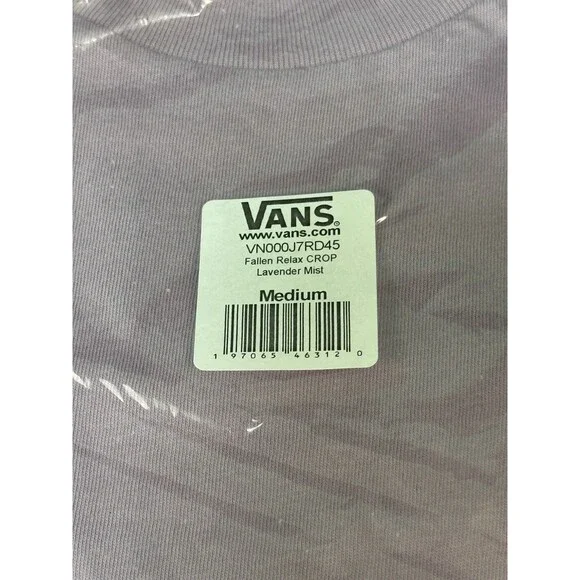 VANS®
www.vans.com
VN000J7RD45
Fallen Relax CROP
Lavender Mist
Medium
1 97065 46312 0